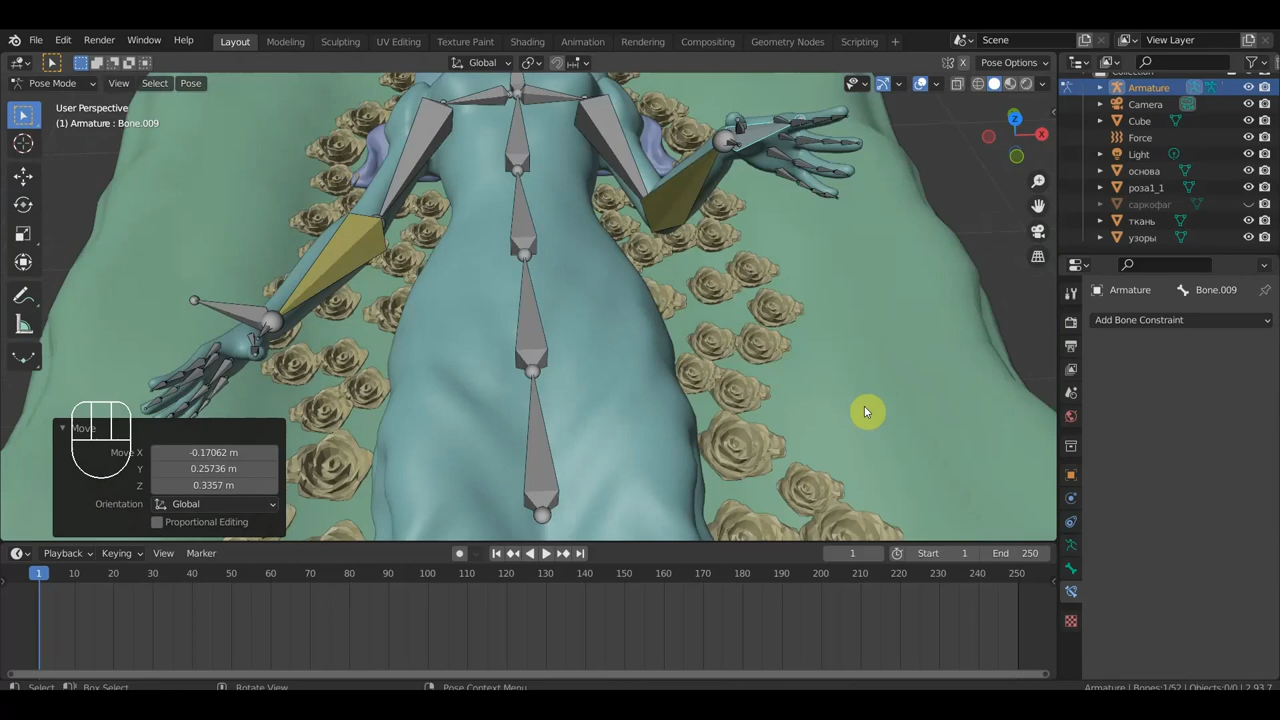 File Edit Render Window Help Layout Modeling Sculpting UV Editing Texture Paint Shading Animation Rendering Compositing Geometry Nodes Scripting + Scene View Layer
Global Pose Options
Pose Mode View Select Pose
User Perspective
(1) Armature : Bone.009
Z
X
Collection
Armature
Camera
Cube
Force
Light
основа
роза1_1
саркофаг
ткань
узоры
Armature Bone.009
Add Bone Constraint
Move
Move X -0.17062 m
Y 0.25736 m
Z 0.3357 m
Orientation Global
Proportional Editing
Playback Keying View Marker 1 Start 1 End 250
1 10 20 30 40 50 60 70 80 90 100 110 120 130 140 150 160 170 180 190 200 210 220 230 240 250
Select Box Select Rotate View Pose Context Menu Armature | Bones:1/52 | Objects:0/0 | 2.93.7